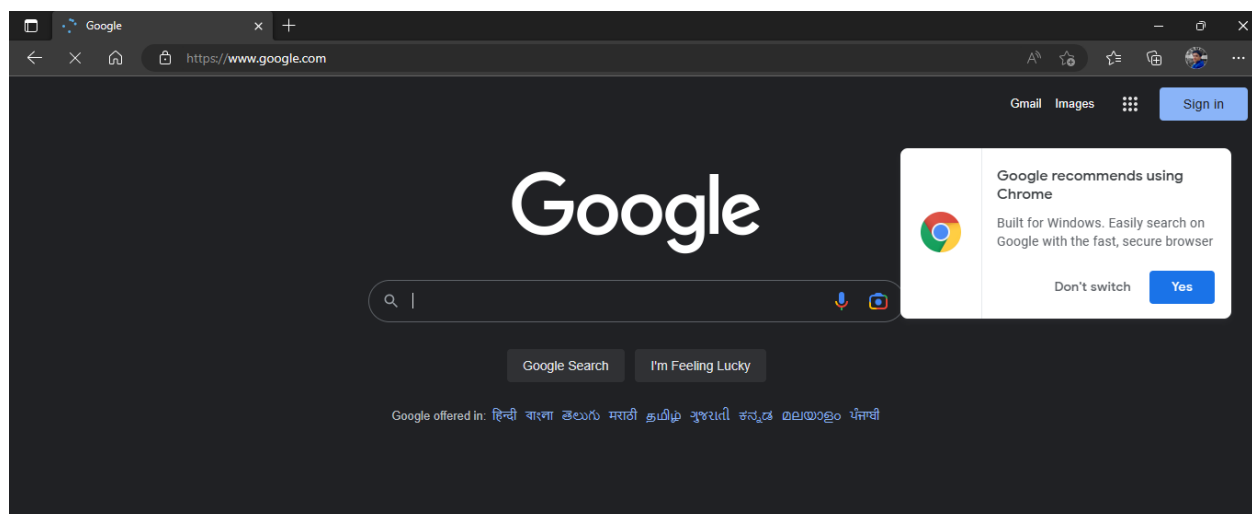 Google
https://www.google.com
Gmail Images
Sign in
Google
Google recommends using
Chrome
Built for Windows. Easily search on
Google with the fast, secure browser
Don't switch
Yes
Google Search
I'm Feeling Lucky
Google offered in: हिन्दी বাংলা తెలుగు मराठी தமிழ் ગુજરાતી ಕನ್ನಡ മലയാളം ਪੰਜਾਬੀ